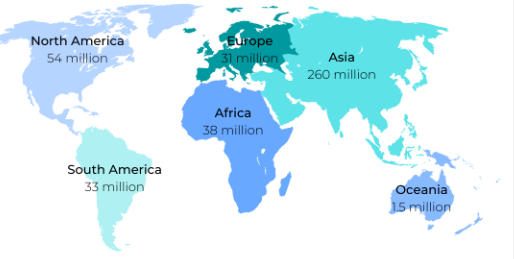 North America
54 million
Europe
31 million
Asia
260 million
Africa
38 million
South America
33 million
Oceania
1.5 million